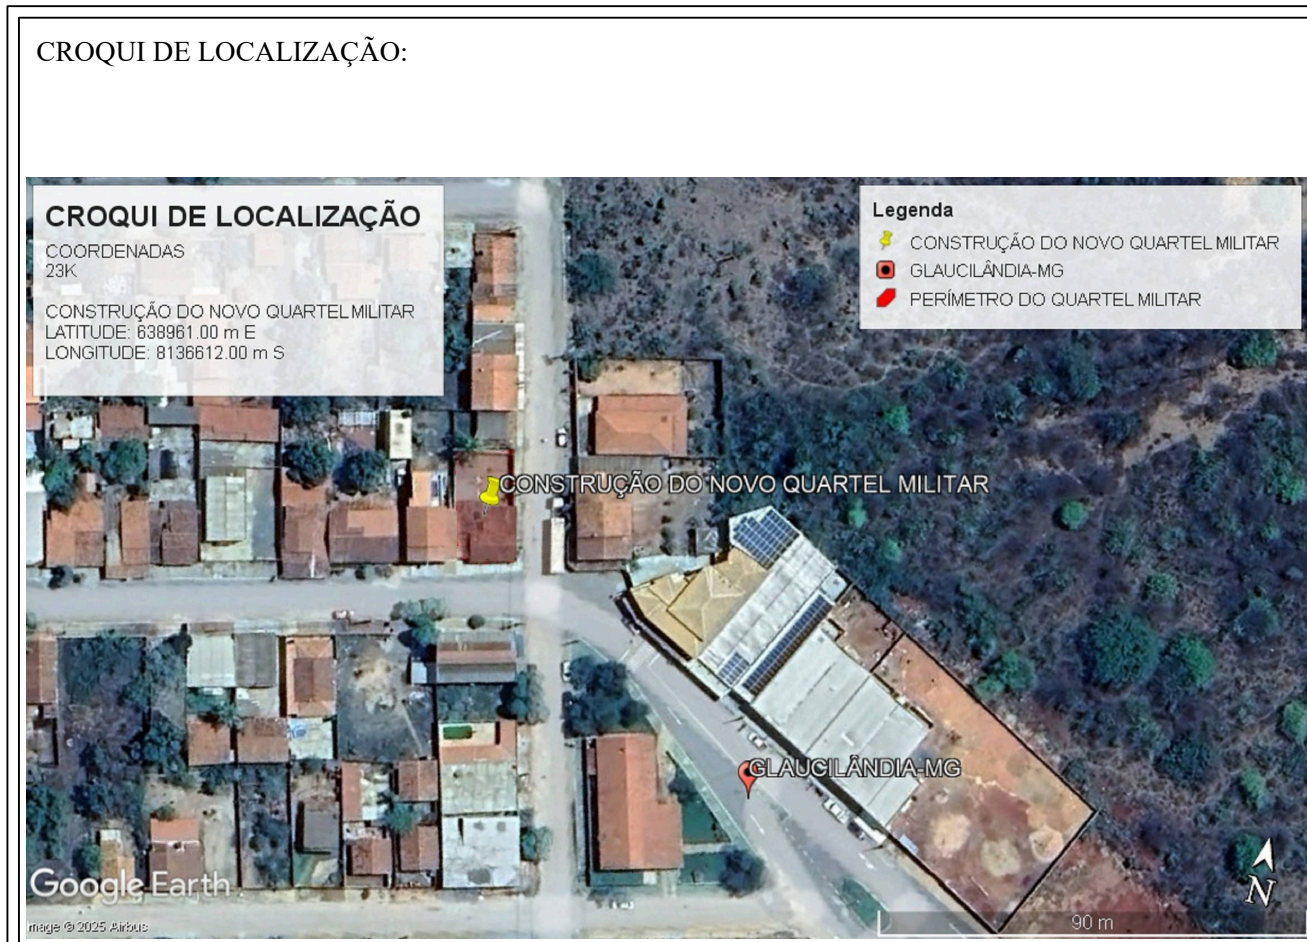 CROQUI DE LOCALIZAÇÃO:
CROQUI DE LOCALIZAÇÃO
COORDENADAS
23K
CONSTRUÇÃO DO NOVO QUARTEL MILITAR
LATITUDE: 638961.00 m E
LONGITUDE: 8136612.00 m S
Legenda
CONSTRUÇÃO DO NOVO QUARTEL MILITAR
GLAUCILÂNDIA-MG
PERÍMETRO DO QUARTEL MILITAR
CONSTRUÇÃO DO NOVO QUARTEL MILITAR
GLAUCILÂNDIA-MG
Google Earth
mage © 2025 Airbus
90 m
N